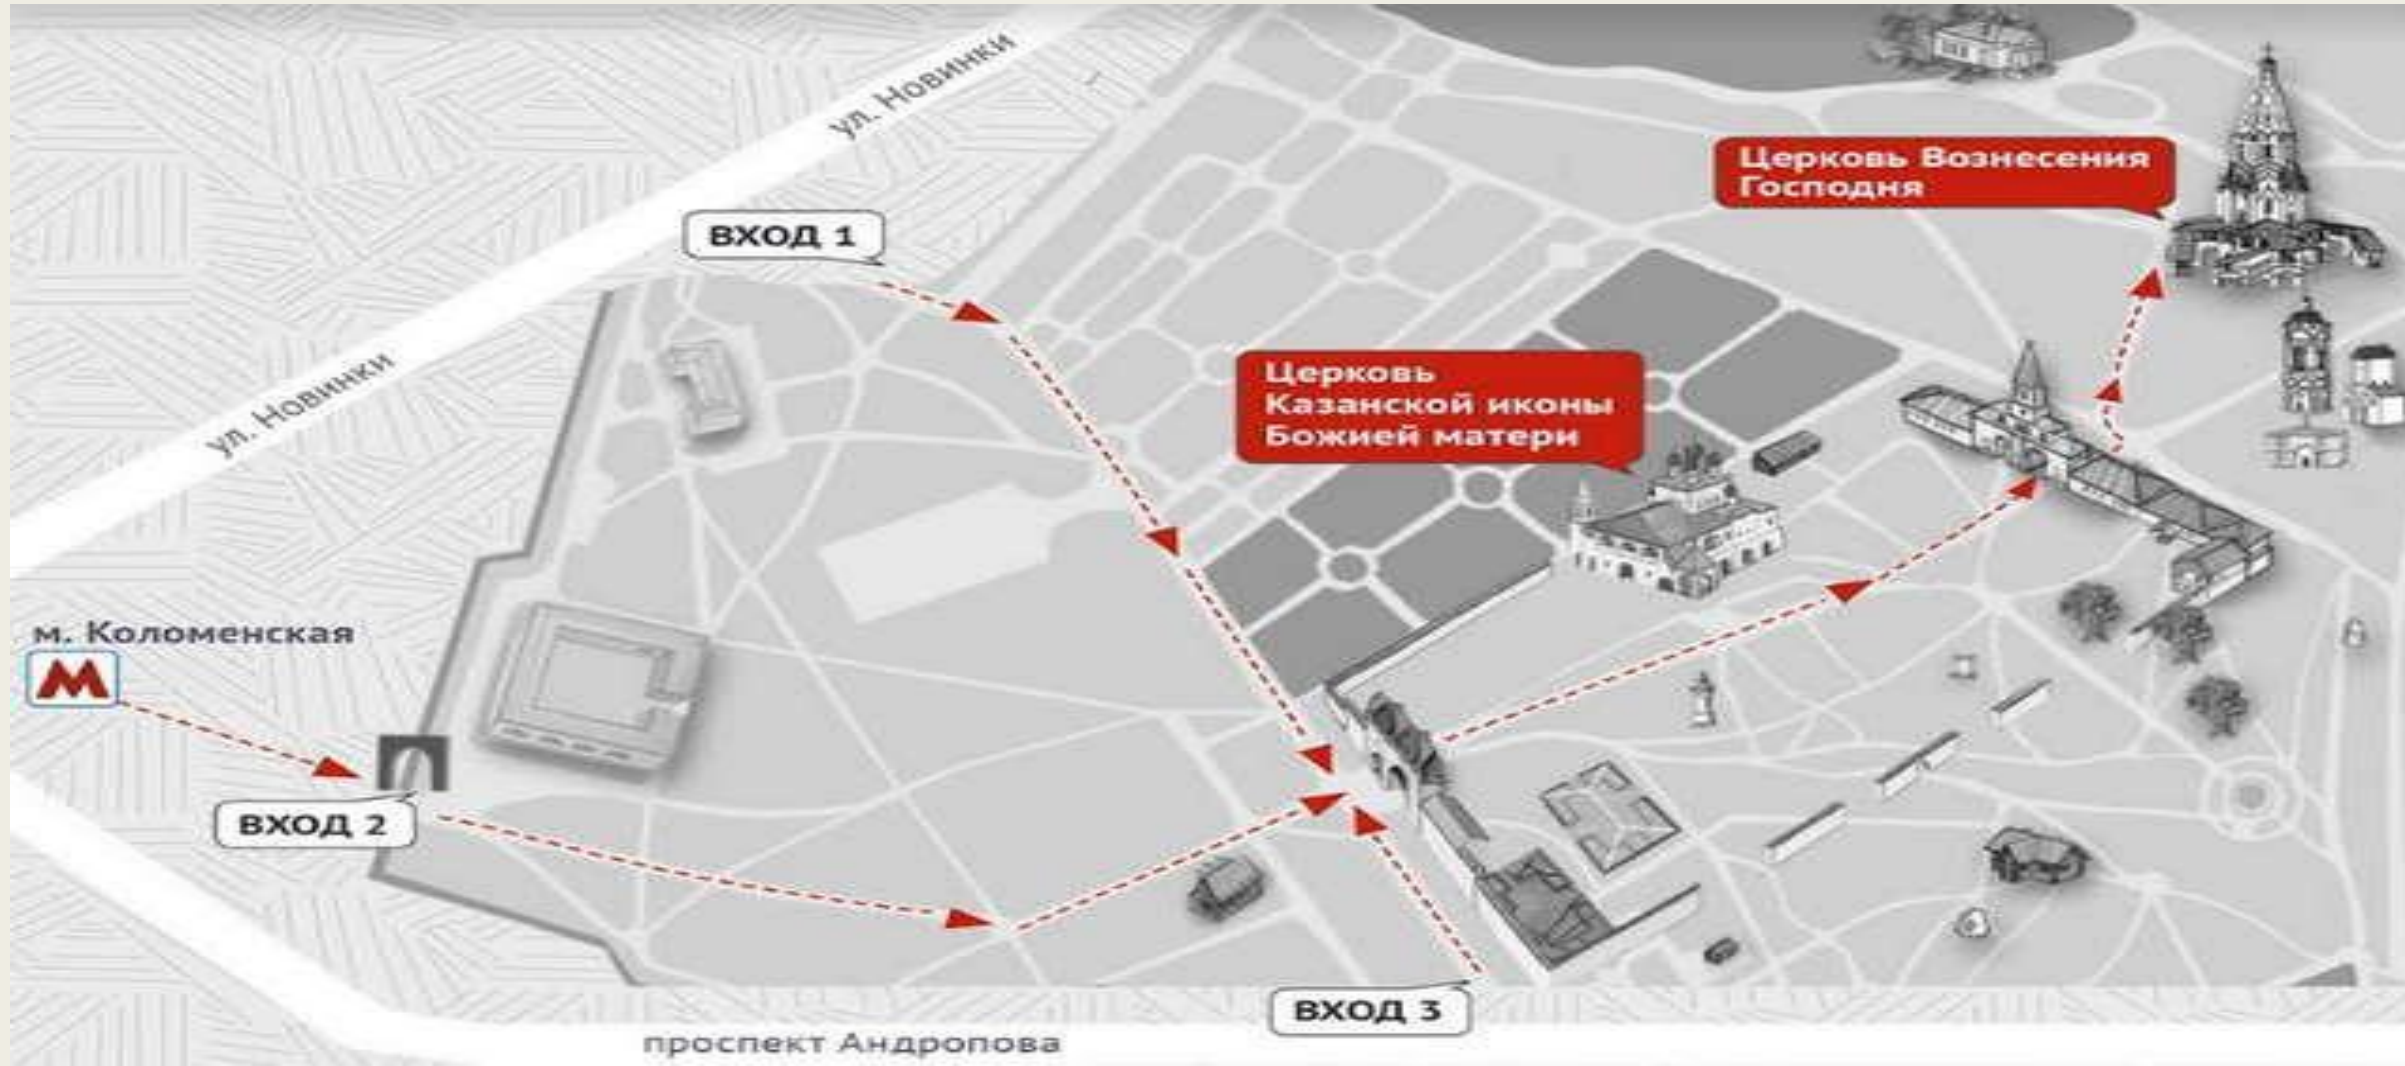 ул. Новинки
Церковь Вознесения
Господня
ВХОД 1
Церковь
Казанской иконы
Божией матери
ул. Новинки
м. Коломенская
М
ВХОД 2
ВХОД 3
проспект Андропова